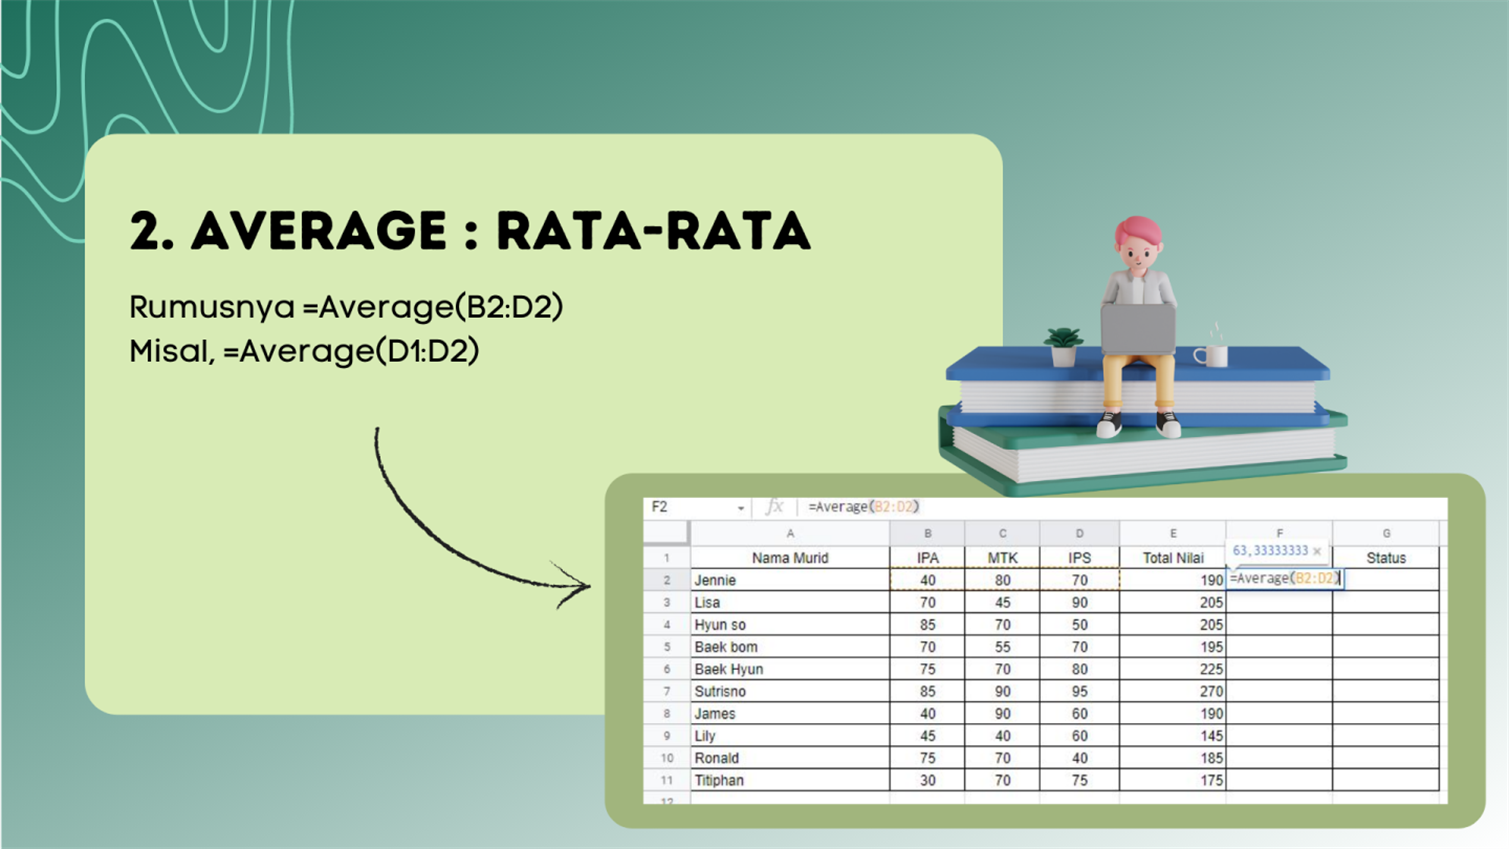 2. AVERAGE : RATA-RATA
Rumusnya =Average(B2:D2)
Misal, =Average(D1:D2)
F2 fx =Average(B2:D2)
A B C D E F G
63,33333333 ×
1 Nama Murid IPA MTK IPS Total Nilai Status
2 Jennie 40 80 70 190 =Average(B2:D2)
3 Lisa 70 45 90 205
4 Hyun so 85 70 50 205
5 Baek bom 70 55 70 195
6 Baek Hyun 75 70 80 225
7 Sutrisno 85 90 95 270
8 James 40 90 60 190
9 Lily 45 40 60 145
10 Ronald 75 70 40 185
11 Titiphan 30 70 75 175
12